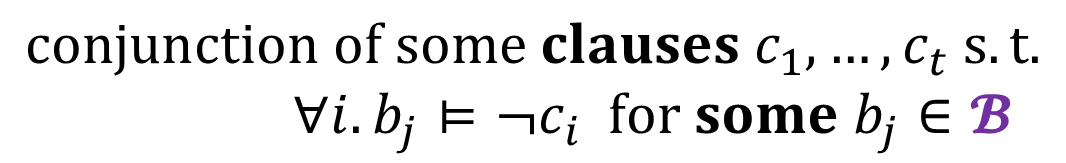 conjunction of some clauses c₁, … , cₜ s. t.
∀i. bⱼ ⊨ ¬cᵢ for some bⱼ ∈ ℬ